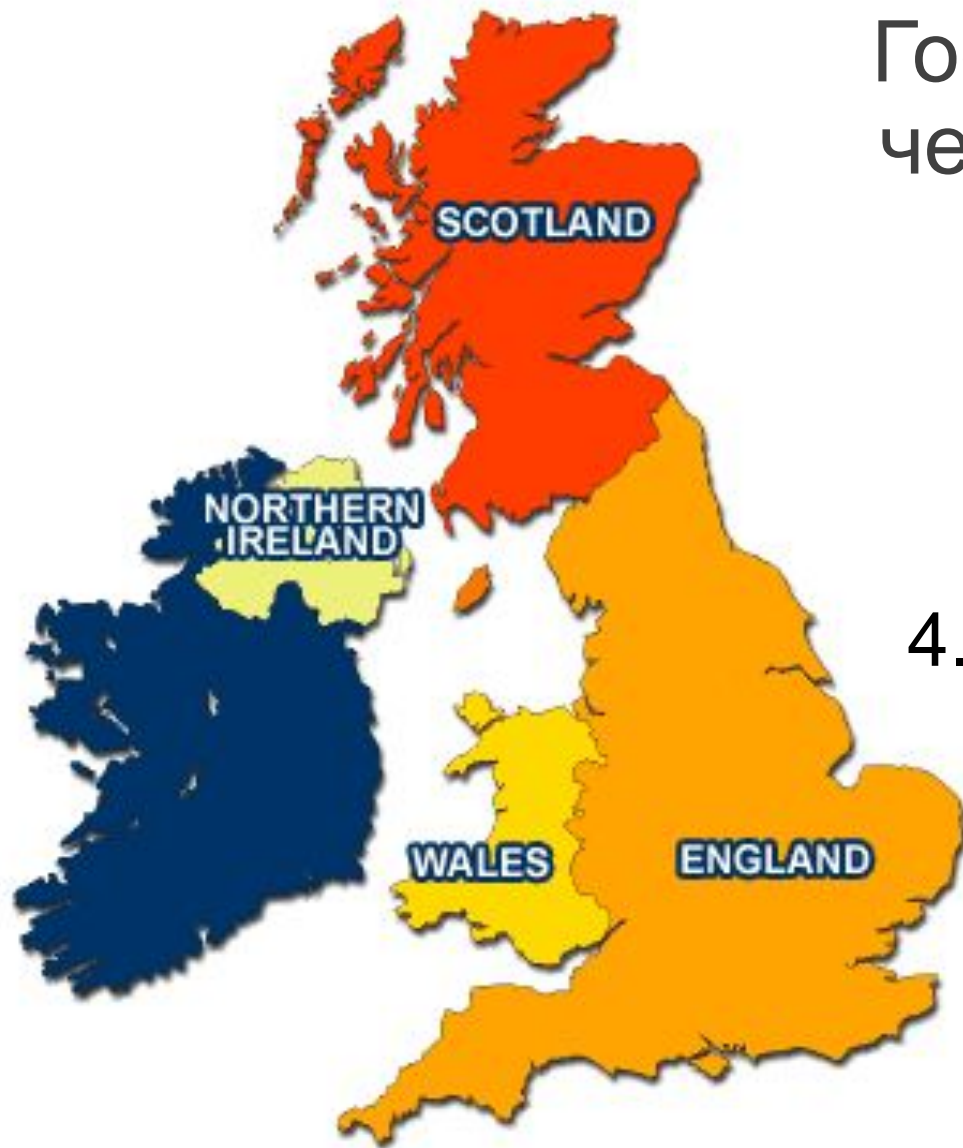 Го
че
SCOTLAND
NORTHERN
IRELAND
4.
WALES
ENGLAND